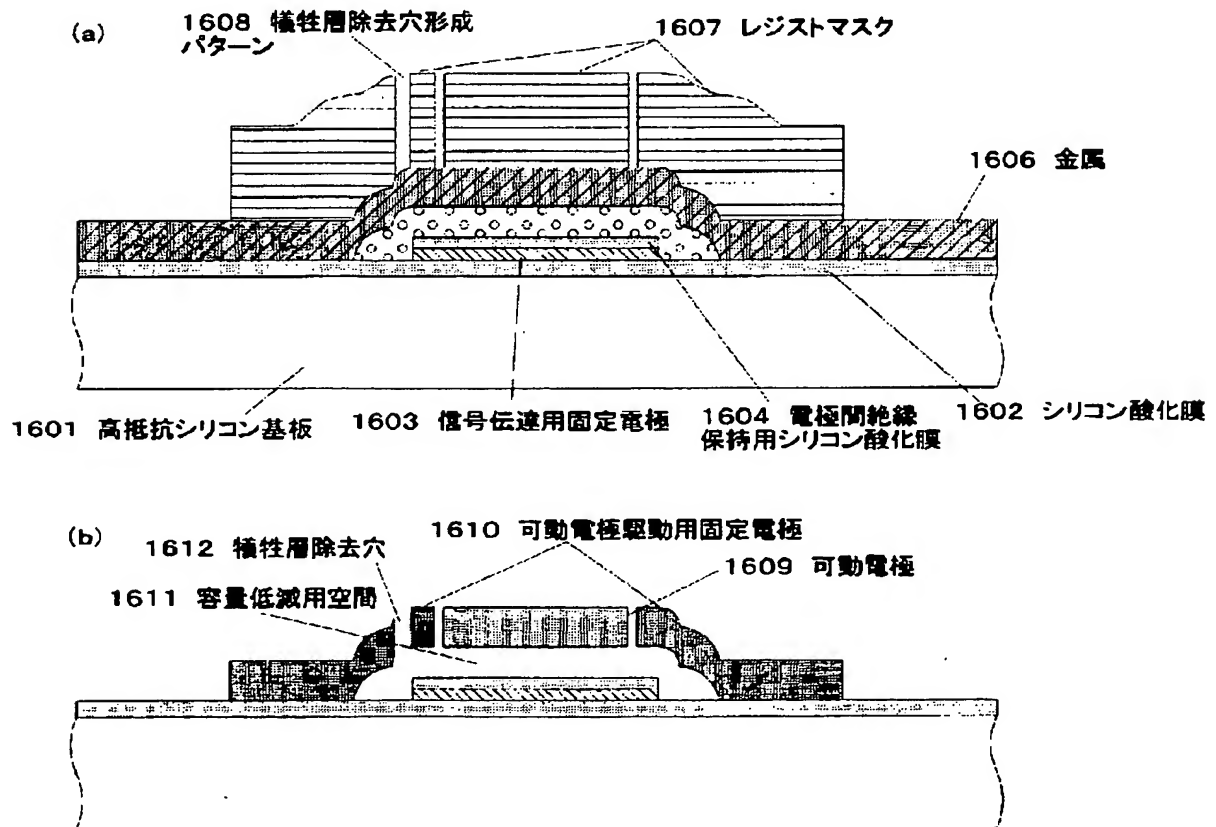 (a)
1608 犠牲層除去穴形成
パターン
1607 レジストマスク
1606 金属
1601 高抵抗シリコン基板
1603 信号伝達用固定電極
1604 電極間絶縁
保持用シリコン酸化膜
1602 シリコン酸化膜
(b)
1612 犠牲層除去穴
1610 可動電極駆動用固定電極
1609 可動電極
1611 容量低減用空間